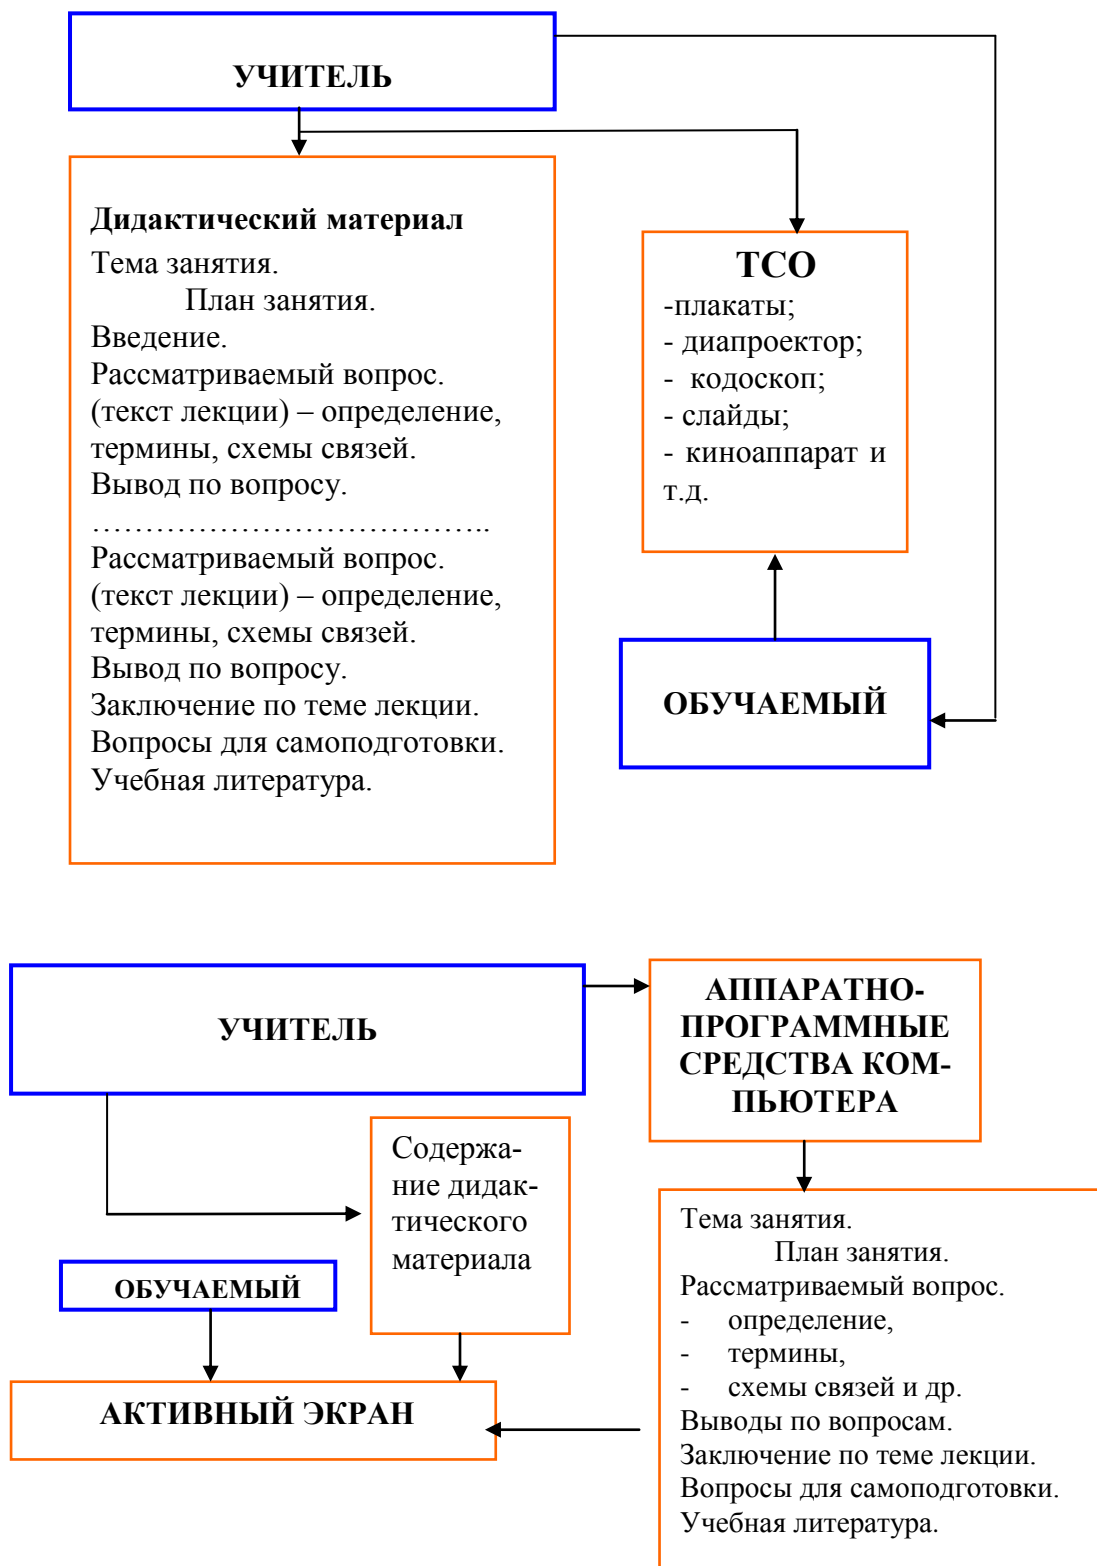 УЧИТЕЛЬ
Дидактический материал
Тема занятия.
План занятия.
Введение.
Рассматриваемый вопрос.
(текст лекции) – определение,
термины, схемы связей.
Вывод по вопросу.
…………………………………..
Рассматриваемый вопрос.
(текст лекции) – определение,
термины, схемы связей.
Вывод по вопросу.
Заключение по теме лекции.
Вопросы для самоподготовки.
Учебная литература.
ТСО
-плакаты;
- диапроектор;
- кодоскоп;
- слайды;
- киноаппарат и
т.д.
ОБУЧАЕМЫЙ
УЧИТЕЛЬ
АППАРАТНО-
ПРОГРАММНЫЕ
СРЕДСТВА КОМ-
ПЬЮТЕРА
Содержа-
ние дидак-
тического
материала
ОБУЧАЕМЫЙ
АКТИВНЫЙ ЭКРАН
Тема занятия.
План занятия.
Рассматриваемый вопрос.
- определение,
- термины,
- схемы связей и др.
Выводы по вопросам.
Заключение по теме лекции.
Вопросы для самоподготовки.
Учебная литература.